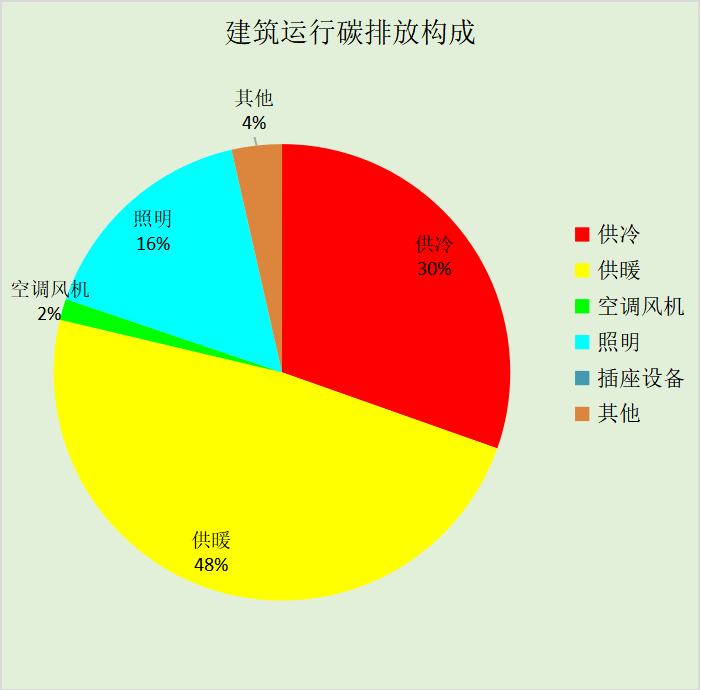 建筑运行碳排放构成
其他
4%
照明
16%
供冷
30%
空调风机
2%
供暖
48%
供冷
供暖
空调风机
照明
插座设备
其他